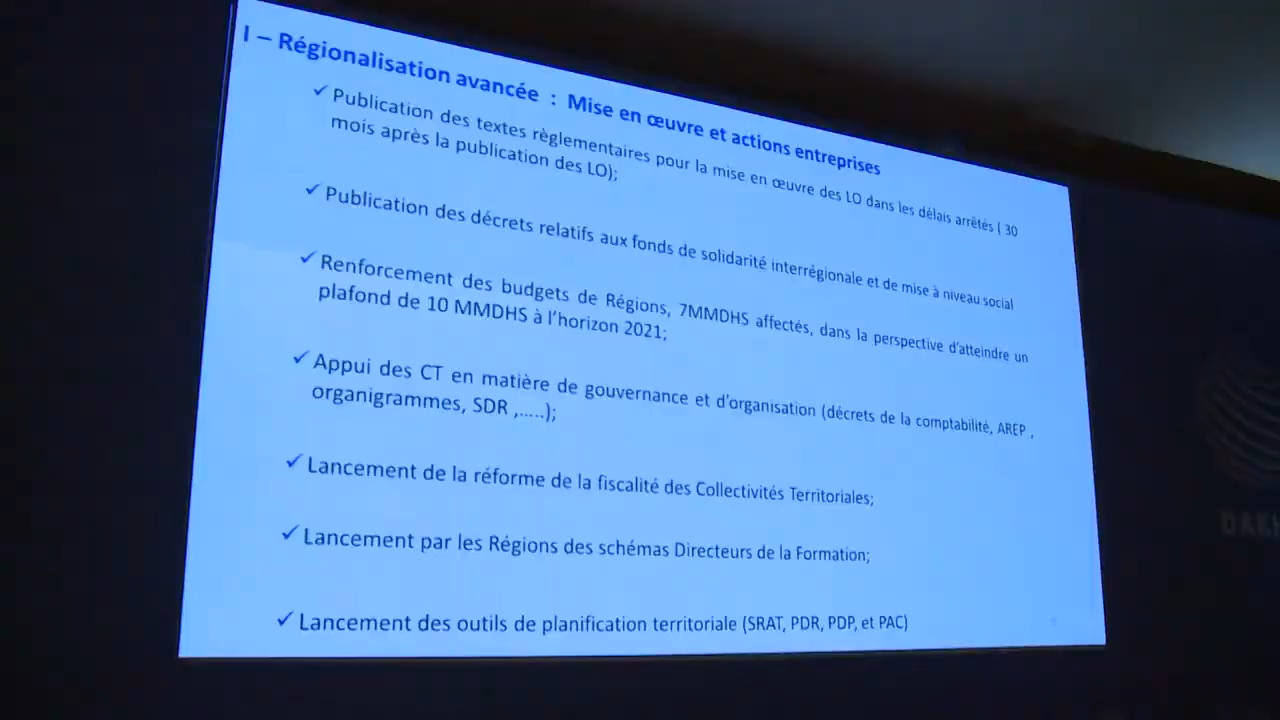 I – Régionalisation avancée : Mise en œuvre et actions entreprises
✓ Publication des textes règlementaires pour la mise en œuvre des LO dans les délais arrêtés ( 30
mois après la publication des LO);
✓ Publication des décrets relatifs aux fonds de solidarité interrégionale et de mise à niveau social
✓ Renforcement des budgets de Régions, 7MMDHS affectés, dans la perspective d'atteindre un
plafond de 10 MMDHS à l'horizon 2021;
✓ Appui des CT en matière de gouvernance et d'organisation (décrets de la comptabilité, AREP ,
organigrammes, SDR ,…..);
✓ Lancement de la réforme de la fiscalité des Collectivités Territoriales;
✓ Lancement par les Régions des schémas Directeurs de la Formation;
✓ Lancement des outils de planification territoriale (SRAT, PDR, PDP, et PAC)